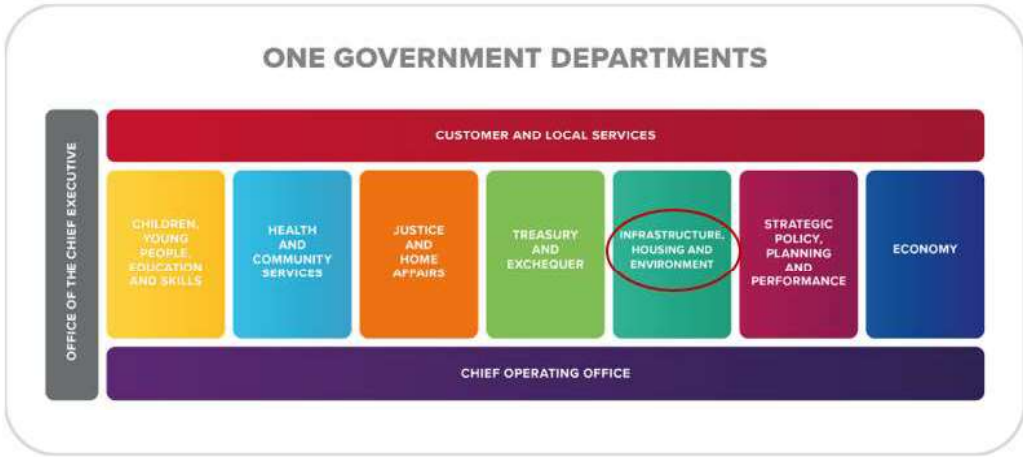 ONE GOVERNMENT DEPARTMENTS
OFFICE OF THE CHIEF EXECUTIVE
CUSTOMER AND LOCAL SERVICES
CHILDREN,
YOUNG
PEOPLE,
EDUCATION
AND SKILLS
HEALTH
AND
COMMUNITY
SERVICES
JUSTICE
AND
HOME
AFFAIRS
TREASURY
AND
EXCHEQUER
INFRASTRUCTURE,
HOUSING AND
ENVIRONMENT
STRATEGIC
POLICY,
PLANNING
AND
PERFORMANCE
ECONOMY
CHIEF OPERATING OFFICE